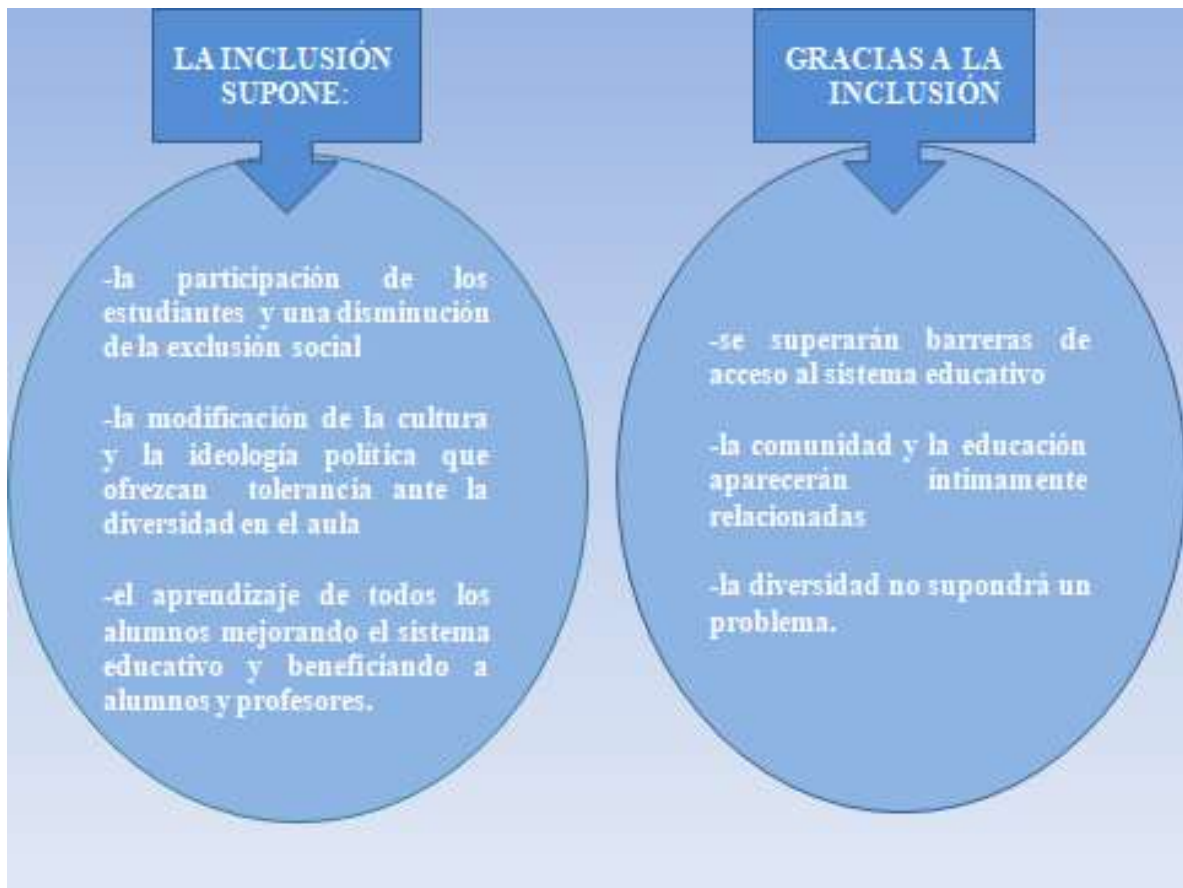 LA INCLUSIÓN
SUPONE:
-la participación de los
estudiantes y una disminución
de la exclusión social
-la modificación de la cultura
y la ideología política que
ofrezcan tolerancia ante la
diversidad en el aula
-el aprendizaje de todos los
alumnos mejorando el sistema
educativo y beneficiando a
alumnos y profesores.
GRACIAS A LA
INCLUSIÓN
-se superarán barreras de
acceso al sistema educativo
-la comunidad y la educación
aparecerán íntimamente
relacionadas
-la diversidad no supondrá un
problema.